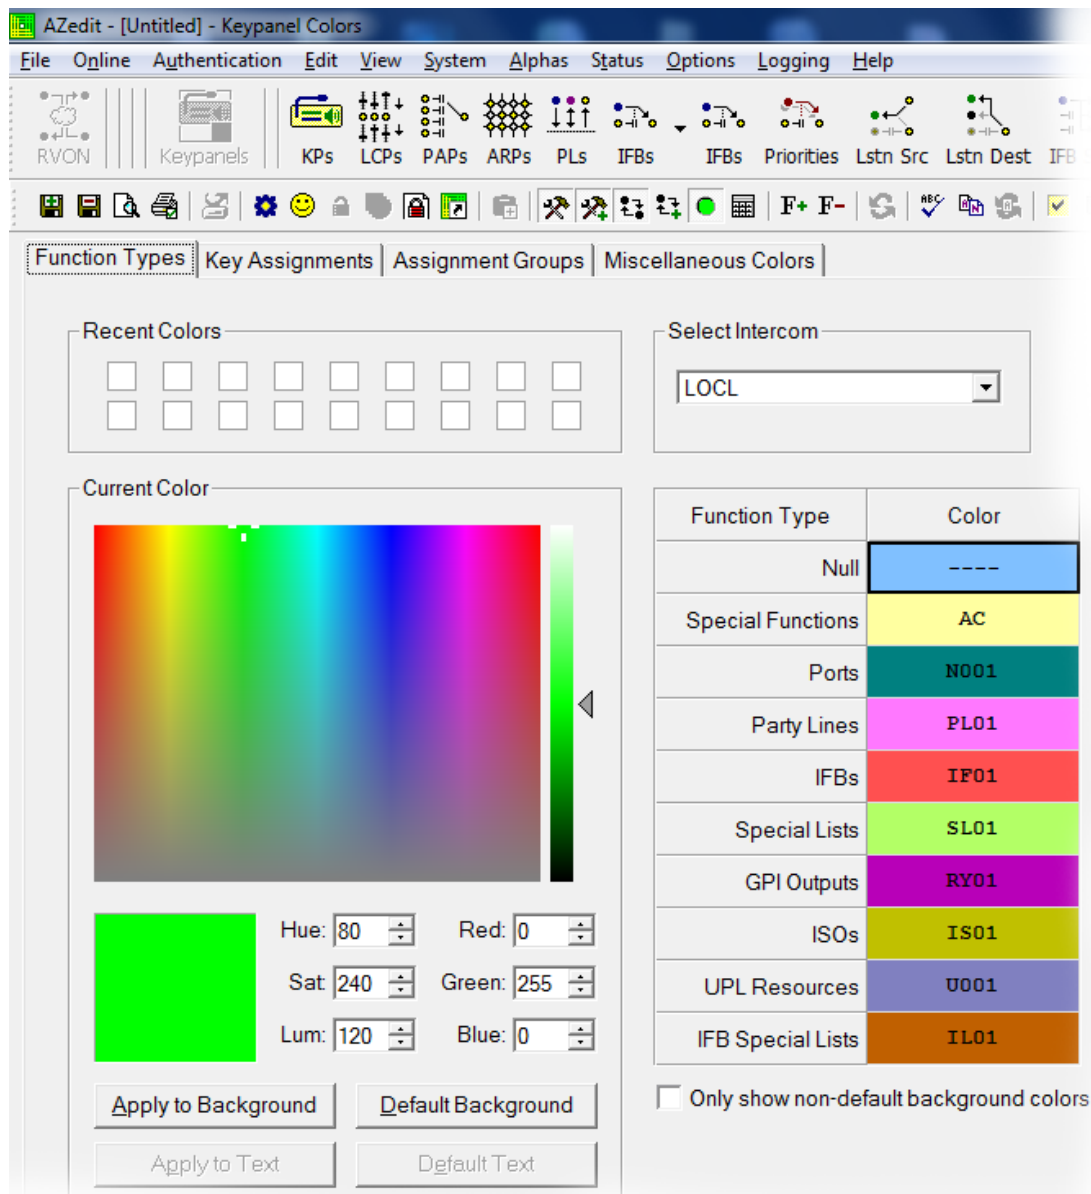 AZedit - [Untitled] - Keypanel Colors
File Online Authentication Edit View System Alphas Status Options Logging Help
RVON Keypanels KPs LCPs PAPs ARPs PLs IFBs IFBs Priorities Lstn Src Lstn Dest IFB
F+ F-
Function Types Key Assignments Assignment Groups Miscellaneous Colors
Recent Colors
Select Intercom
LOCL
Current Color
Function Type Color
Null ----
Special Functions AC
Ports N001
Party Lines PL01
IFBs IF01
Special Lists SL01
GPI Outputs RY01
ISOs IS01
UPL Resources U001
IFB Special Lists IL01
Hue: 80 Red: 0
Sat: 240 Green: 255
Lum: 120 Blue: 0
Apply to Background Default Background
Only show non-default background colors
Apply to Text Default Text